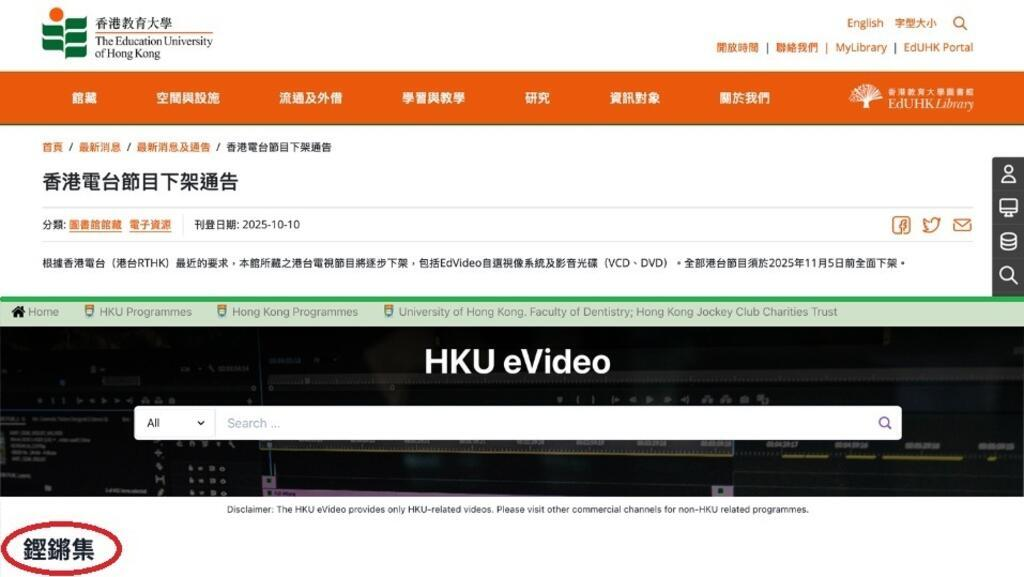 香港教育大學
The Education University
of Hong Kong
English 字型大小
開放時間 | 聯絡我們 | MyLibrary | EdUHK Portal
館藏 空間與設施 流通及外借 學習與教學 研究 資訊對象 關於我們
香港教育大學圖書館
EdUHK Library
首頁 / 最新消息 / 最新消息及通告 / 香港電台節目下架通告
香港電台節目下架通告
分類: 圖書館館藏 電子資源 刊登日期: 2025-10-10
根據香港電台（港台RTHK）最近的要求，本館所藏之港台電視節目將逐步下架，包括EdVideo自選視像系統及影音光碟（VCD、DVD）。全部港台節目須於2025年11月5日前全面下架。
Home HKU Programmes Hong Kong Programmes University of Hong Kong. Faculty of Dentistry; Hong Kong Jockey Club Charities Trust
HKU eVideo
All Search ...
Disclaimer: The HKU eVideo provides only HKU-related videos. Please visit other commercial channels for non-HKU related programmes.
鏗鏘集